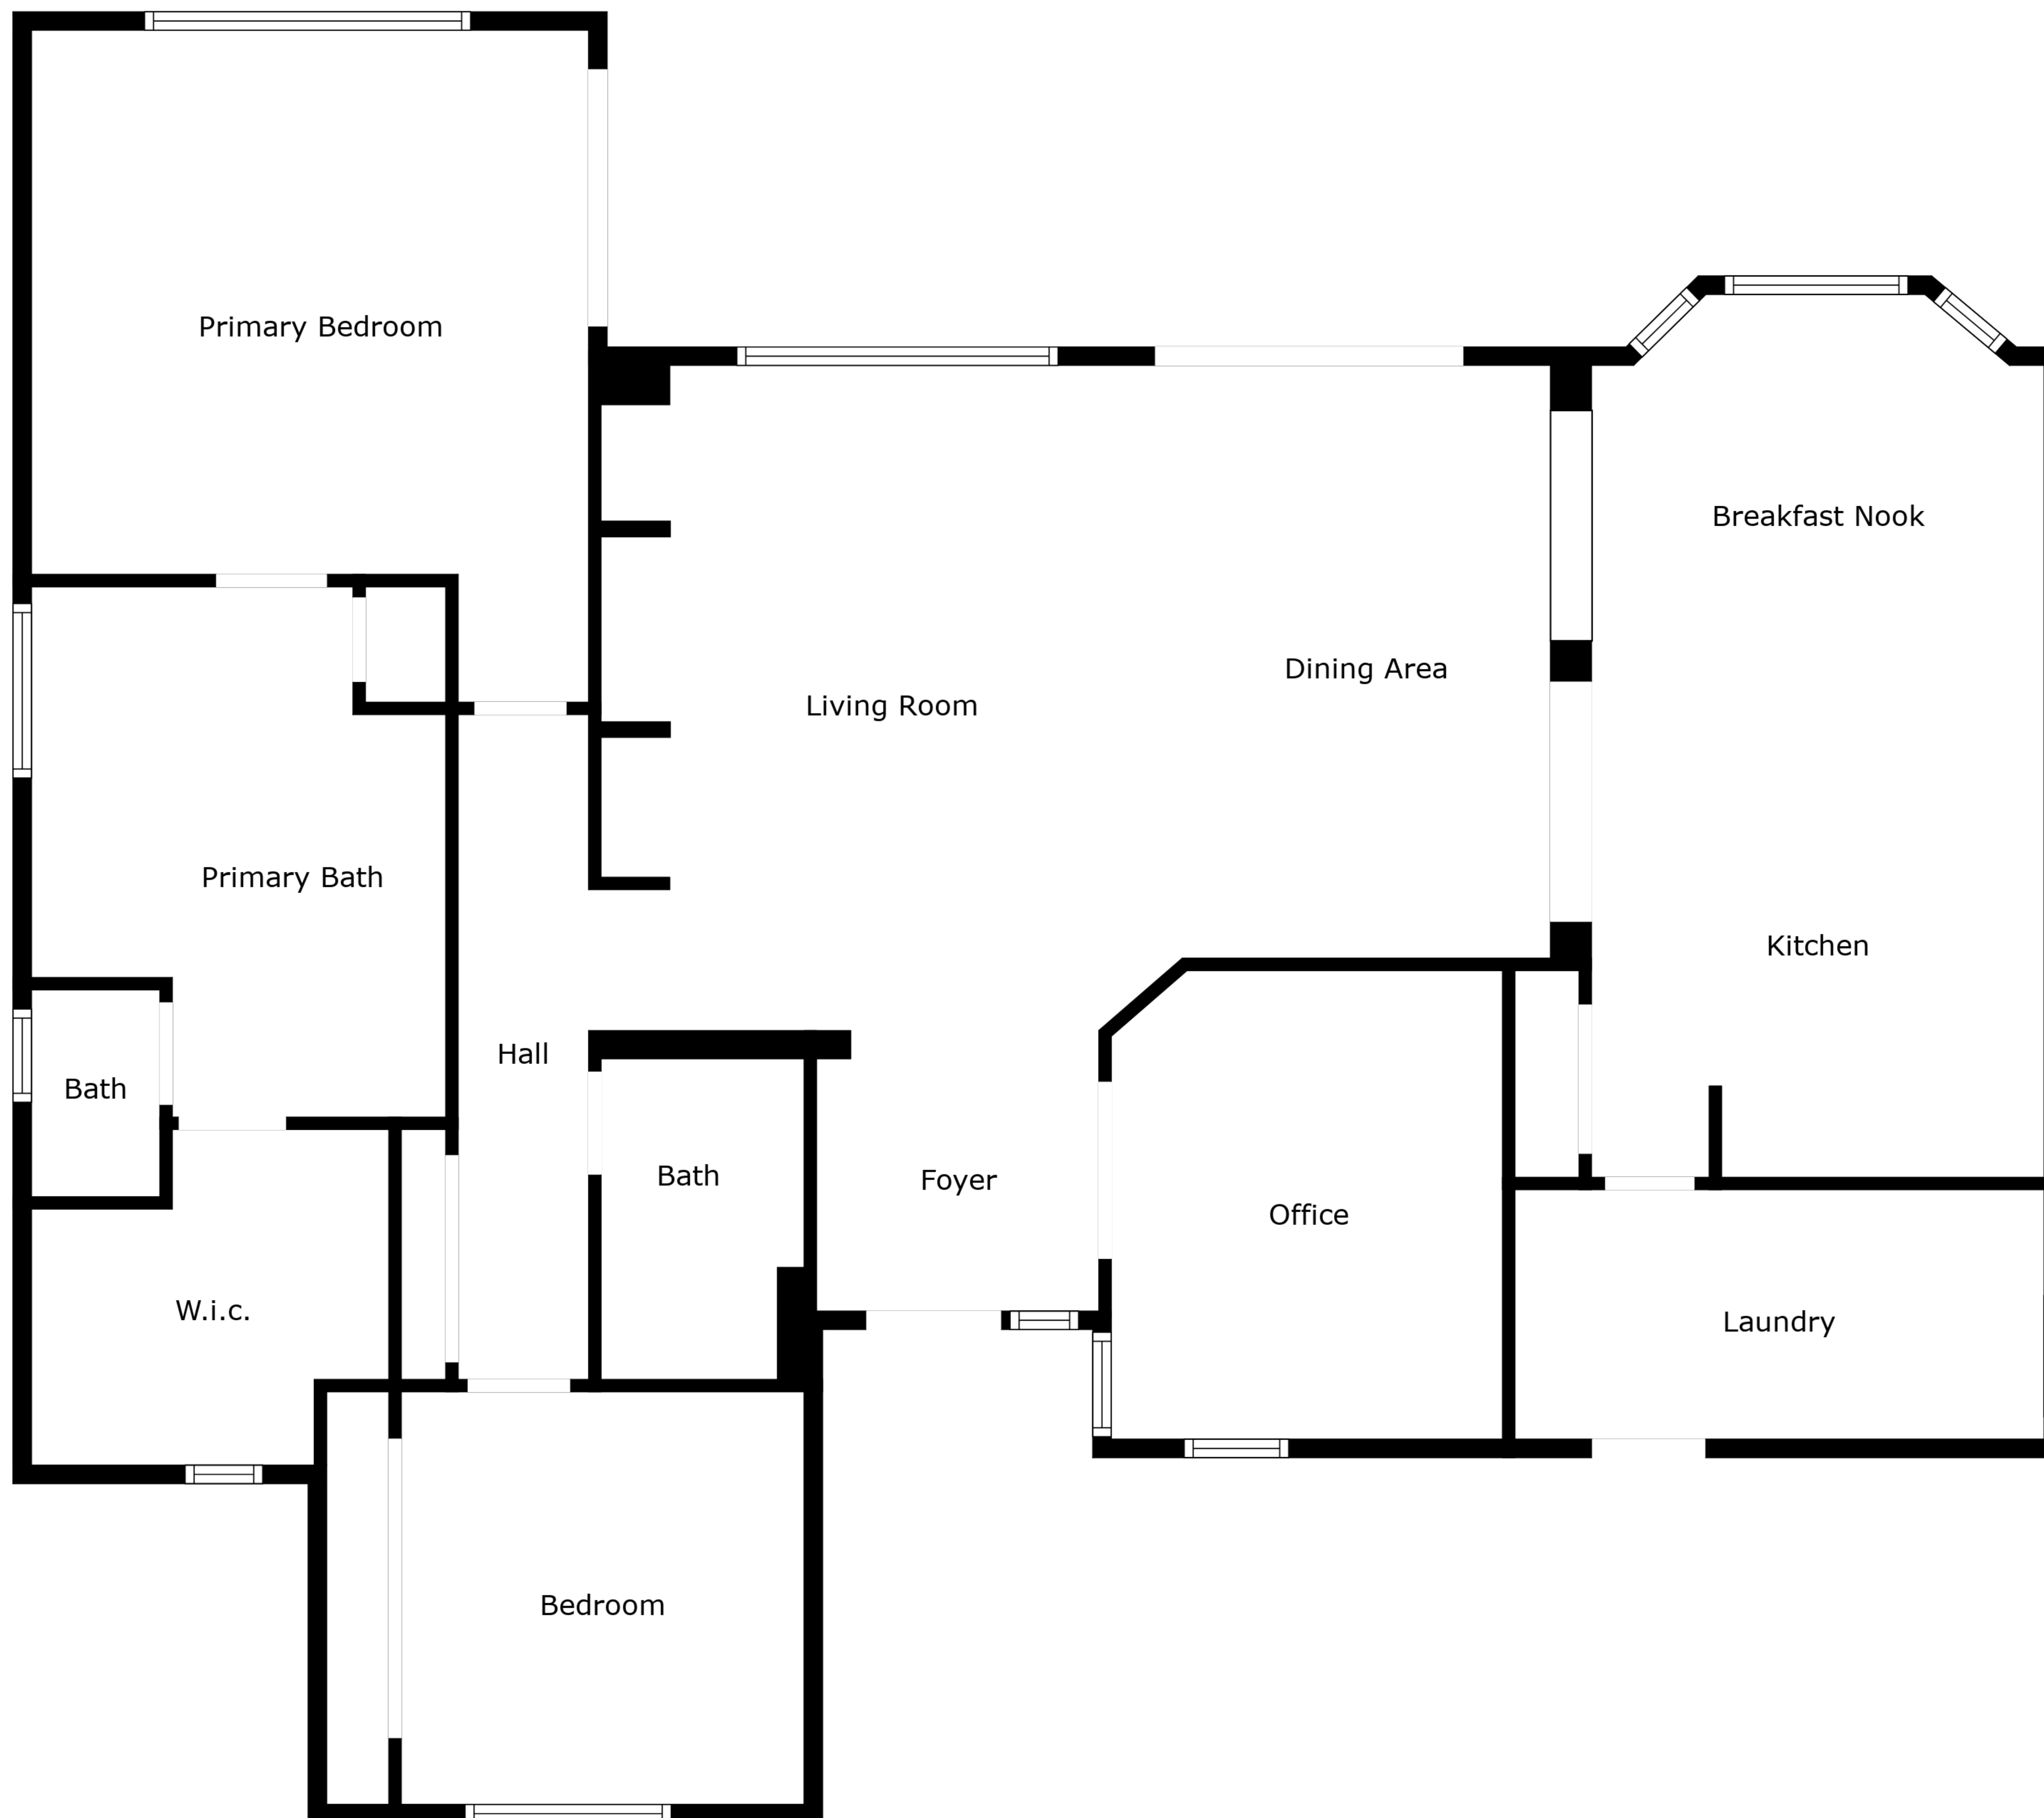 Primary Bedroom
Breakfast Nook
Dining Area
Living Room
Primary Bath
Kitchen
Hall
Bath
Bath
Foyer
Office
W.i.c.
Laundry
Bedroom